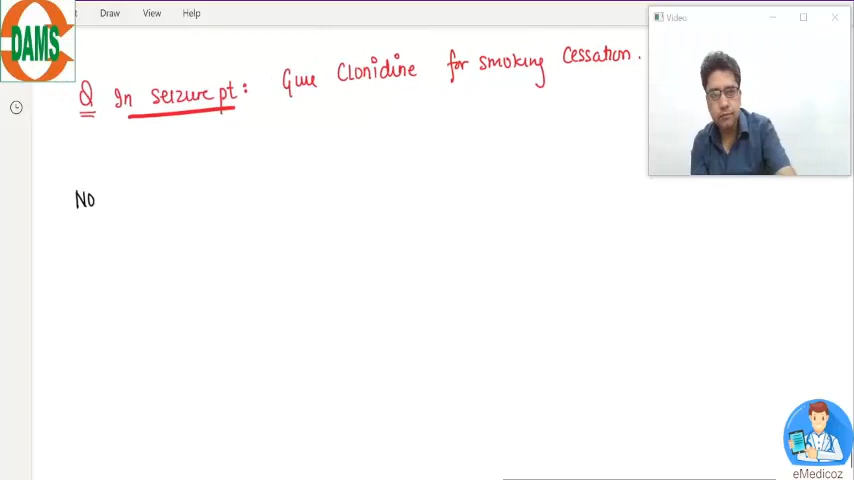 DAMS
Draw View Help
Video
Q In seizure pt: Give Clonidine for smoking cessation.
NO
eMedicoz